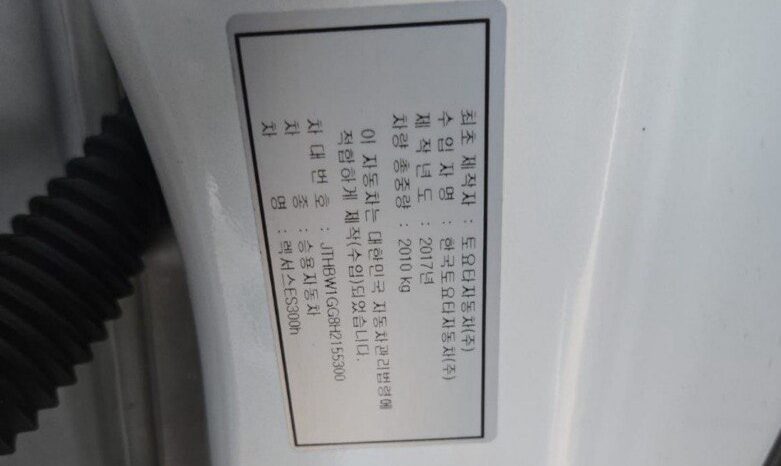 최초 제작자 : 토요타자동차(주)
수 입 자 명 : 한국토요타자동차(주)
제 작 년 도 : 2017년
차량 총중량 : 2010 kg
이 자동차는 대한민국 자동차관리법령에
적합하게 제작(수입)되었습니다.
차 대 번 호 : JTHBW1GG8H2155300
차 종 : 승용자동차
차 명 : 렉서스ES300h